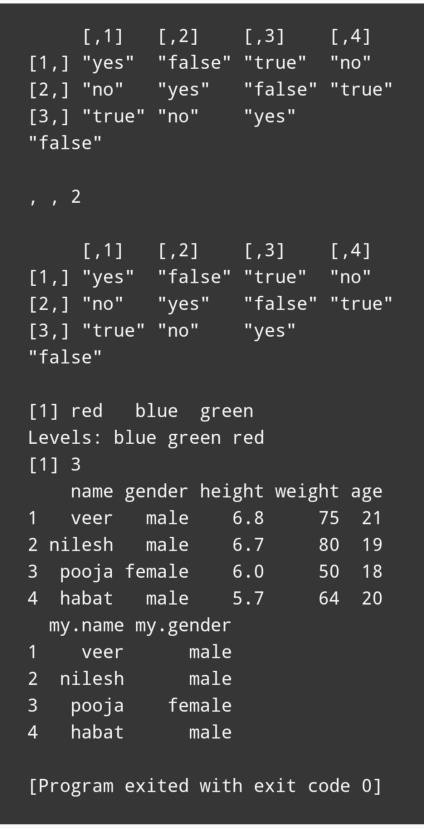 [,1]   [,2]    [,3]    [,4]
[1,] "yes"  "false" "true"  "no"
[2,] "no"   "yes"   "false" "true"
[3,] "true" "no"    "yes"
"false"

, , 2

     [,1]   [,2]    [,3]    [,4]
[1,] "yes"  "false" "true"  "no"
[2,] "no"   "yes"   "false" "true"
[3,] "true" "no"    "yes"
"false"

[1] red   blue  green
Levels: blue green red
[1] 3
    name gender height weight age
1   veer   male    6.8     75  21
2 nilesh   male    6.7     80  19
3  pooja female    6.0     50  18
4  habat   male    5.7     64  20
  my.name my.gender
1    veer      male
2  nilesh      male
3   pooja    female
4   habat      male

[Program exited with exit code 0]